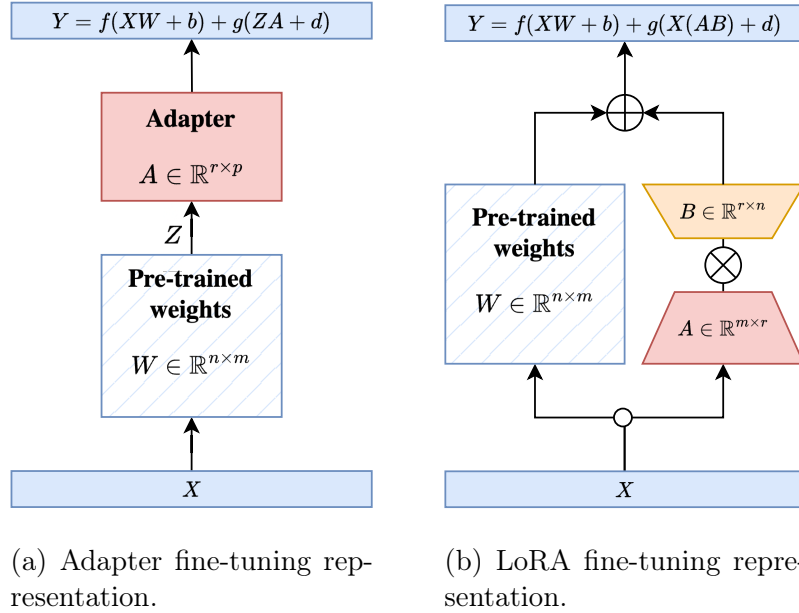 Y = f(XW + b) + g(ZA + d)
Adapter
A ∈ ℝ^{r×p}
Z
Pre-trained
weights
W ∈ ℝ^{n×m}
X
(a) Adapter fine-tuning rep-
resentation.
Y = f(XW + b) + g(X(AB) + d)
Pre-trained
weights
W ∈ ℝ^{n×m}
B ∈ ℝ^{r×n}
A ∈ ℝ^{m×r}
X
(b) LoRA fine-tuning repre-
sentation.